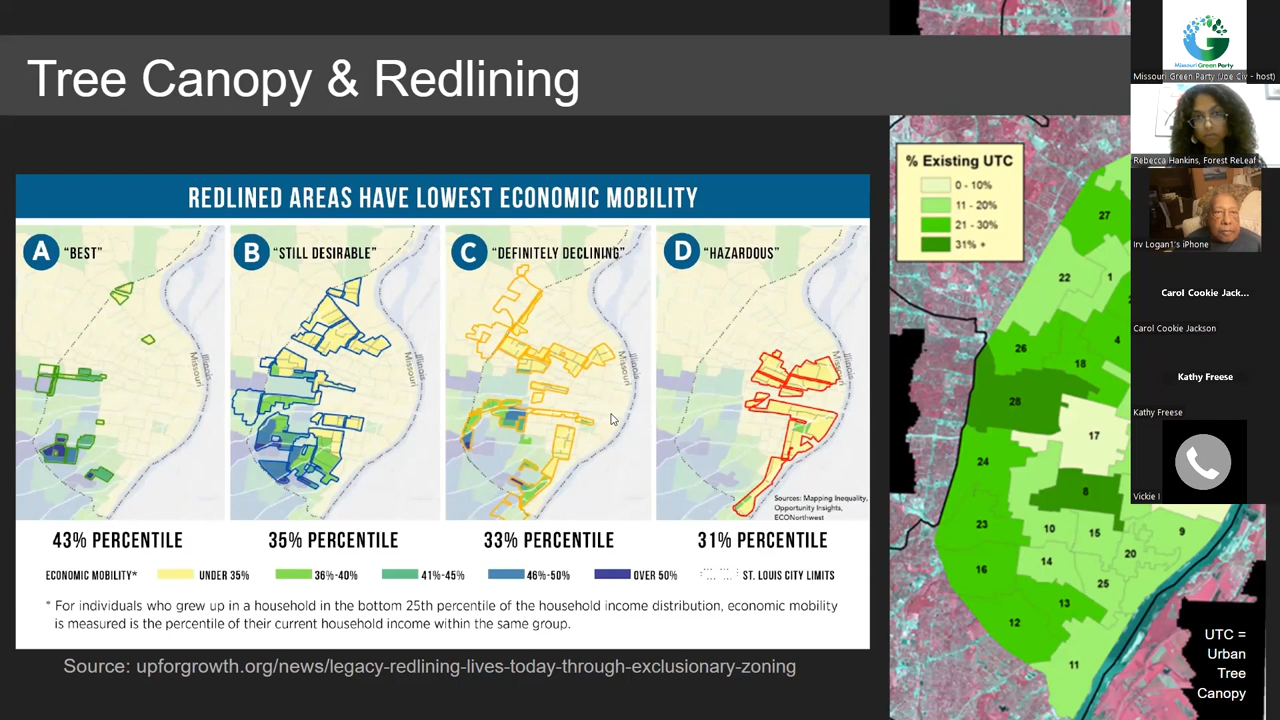 Tree Canopy & Redlining
REDLINED AREAS HAVE LOWEST ECONOMIC MOBILITY
A "BEST"
B "STILL DESIRABLE"
C "DEFINITELY DECLINING"
D "HAZARDOUS"
Illinois
Missouri
Illinois
Missouri
Illinois
Missouri
Illinois
Missouri
Sources: Mapping Inequality,
Opportunity Insights,
ECONorthwest
43% PERCENTILE
35% PERCENTILE
33% PERCENTILE
31% PERCENTILE
ECONOMIC MOBILITY* UNDER 35% 36%-40% 41%-45% 46%-50% OVER 50% ST. LOUIS CITY LIMITS
* For individuals who grew up in a household in the bottom 25th percentile of the household income distribution, economic mobility
is measured is the percentile of their current household income within the same group.
Source: upforgrowth.org/news/legacy-redlining-lives-today-through-exclusionary-zoning
% Existing UTC
0 - 10%
11 - 20%
21 - 30%
31% +
27
22
1
26
4
18
28
17
24
8
23
10
15
9
20
16
14
25
13
12
11
UTC =
Urban
Tree
Canopy
G
Missouri Green Party
Missouri Green Party (Joe Civ - host)
Rebecca Hankins, Forest ReLeaf
Irv Logan1's iPhone
Carol Cookie Jack...
Carol Cookie Jackson
Kathy Freese
Kathy Freese
Vickie I